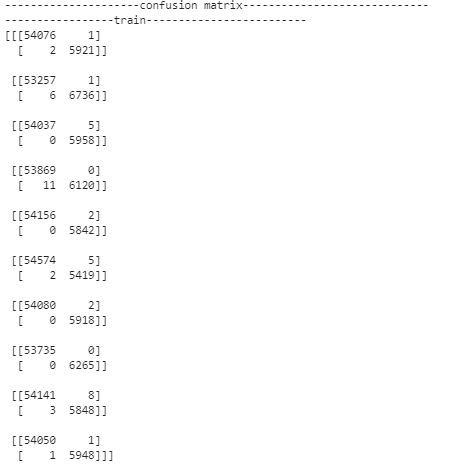 ---------------------confusion matrix-----------------------------
-----------------train-------------------------
[[[54076     1]
  [    2  5921]]
 [[53257     1]
  [    6  6736]]
 [[54037     5]
  [    0  5958]]
 [[53869     0]
  [   11  6120]]
 [[54156     2]
  [    0  5842]]
 [[54574     5]
  [    2  5419]]
 [[54080     2]
  [    0  5918]]
 [[53735     0]
  [    0  6265]]
 [[54141     8]
  [    3  5848]]
 [[54050     1]
  [    1  5948]]]